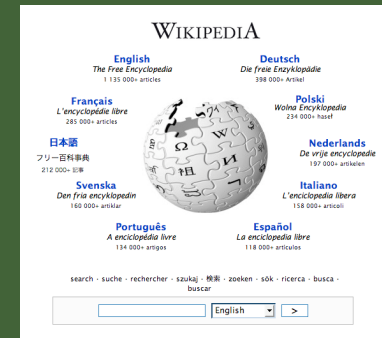 WIKIPEDIA
English
The Free Encyclopedia
1 135 000+ articles
Deutsch
Die freie Enzyklopädie
398 000+ Artikel
Français
L'encyclopédie libre
285 000+ articles
Polski
Wolna Encyklopedia
234 000+ haseł
日本語
フリー百科事典
212 000+ 記事
Nederlands
De vrije encyclopedie
197 000+ artikelen
Svenska
Den fria encyklopedin
160 000+ artiklar
Italiano
L'enciclopedia libera
158 000+ articoli
Português
A enciclopédia livre
134 000+ artigos
Español
La enciclopedia libre
118 000+ artículos
search · suche · rechercher · szukaj · 検索 · zoeken · sök · ricerca · busca ·
buscar
English
>
Ω
W
И
祖